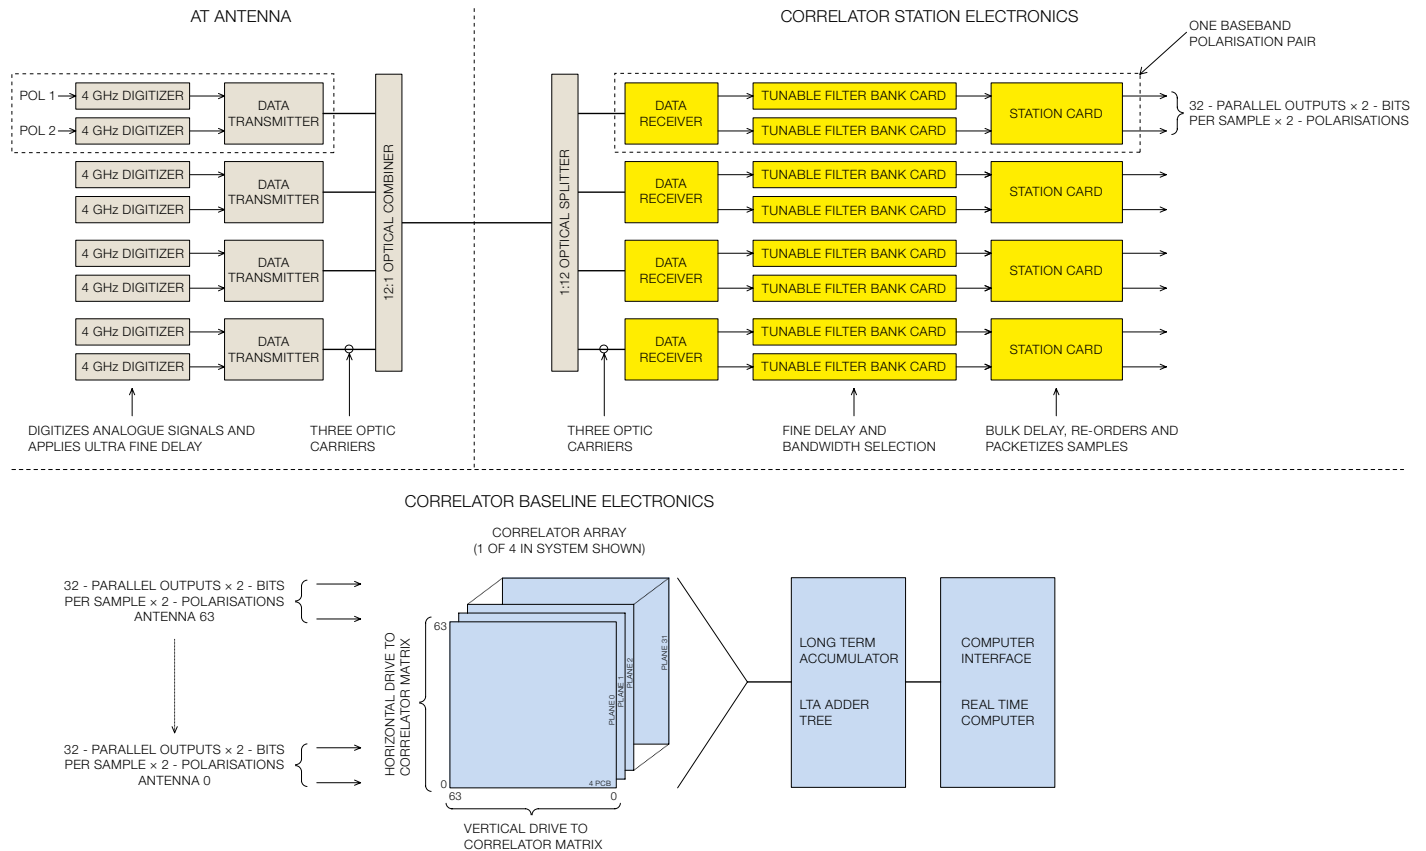 AT ANTENNA
CORRELATOR STATION ELECTRONICS
ONE BASEBAND
POLARISATION PAIR
POL 1
4 GHz DIGITIZER
POL 2
4 GHz DIGITIZER
DATA
TRANSMITTER
4 GHz DIGITIZER
4 GHz DIGITIZER
DATA
TRANSMITTER
4 GHz DIGITIZER
4 GHz DIGITIZER
DATA
TRANSMITTER
4 GHz DIGITIZER
4 GHz DIGITIZER
DATA
TRANSMITTER
12:1 OPTICAL COMBINER
1:12 OPTICAL SPLITTER
DATA
RECEIVER
TUNABLE FILTER BANK CARD
TUNABLE FILTER BANK CARD
STATION CARD
32 - PARALLEL OUTPUTS × 2 - BITS
PER SAMPLE × 2 - POLARISATIONS
DATA
RECEIVER
TUNABLE FILTER BANK CARD
TUNABLE FILTER BANK CARD
STATION CARD
DATA
RECEIVER
TUNABLE FILTER BANK CARD
TUNABLE FILTER BANK CARD
STATION CARD
DATA
RECEIVER
TUNABLE FILTER BANK CARD
TUNABLE FILTER BANK CARD
STATION CARD
DIGITIZES ANALOGUE SIGNALS AND
APPLIES ULTRA FINE DELAY
THREE OPTIC
CARRIERS
THREE OPTIC
CARRIERS
FINE DELAY AND
BANDWIDTH SELECTION
BULK DELAY, RE-ORDERS AND
PACKETIZES SAMPLES
CORRELATOR BASELINE ELECTRONICS
CORRELATOR ARRAY
(1 OF 4 IN SYSTEM SHOWN)
32 - PARALLEL OUTPUTS × 2 - BITS
PER SAMPLE × 2 - POLARISATIONS
ANTENNA 63
32 - PARALLEL OUTPUTS × 2 - BITS
PER SAMPLE × 2 - POLARISATIONS
ANTENNA 0
HORIZONTAL DRIVE TO
CORRELATOR MATRIX
63
0
PLANE 0
PLANE 1
PLANE 2
PLANE 31
4 PCB
63
0
VERTICAL DRIVE TO
CORRELATOR MATRIX
LONG TERM
ACCUMULATOR
LTA ADDER
TREE
COMPUTER
INTERFACE
REAL TIME
COMPUTER